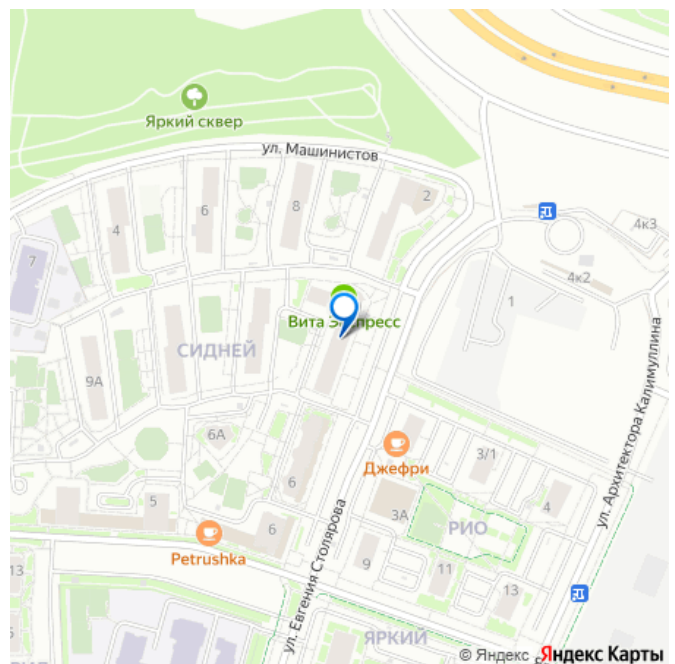 Яркий сквер
ул. Машинистов
2
4
6
8
7
4к3
4к2
1
Вита Экспресс
СИДНЕЙ
9А
ул. Архитектора Калимуллина
6А
6
Джефри
3/1
5
6
3А
4
РИО
Petrushka
ул. Евгения Столярова
9
11
13
13
ЯРКИЙ
© Яндекс Яндекс Карты